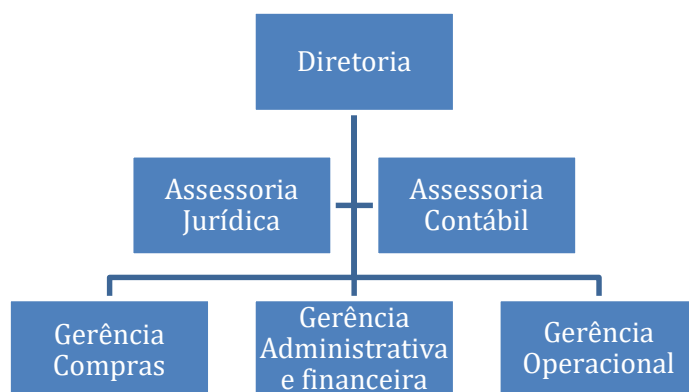 Diretoria
Assessoria
Jurídica
Assessoria
Contábil
Gerência
Compras
Gerência
Administrativa
e financeira
Gerência
Operacional